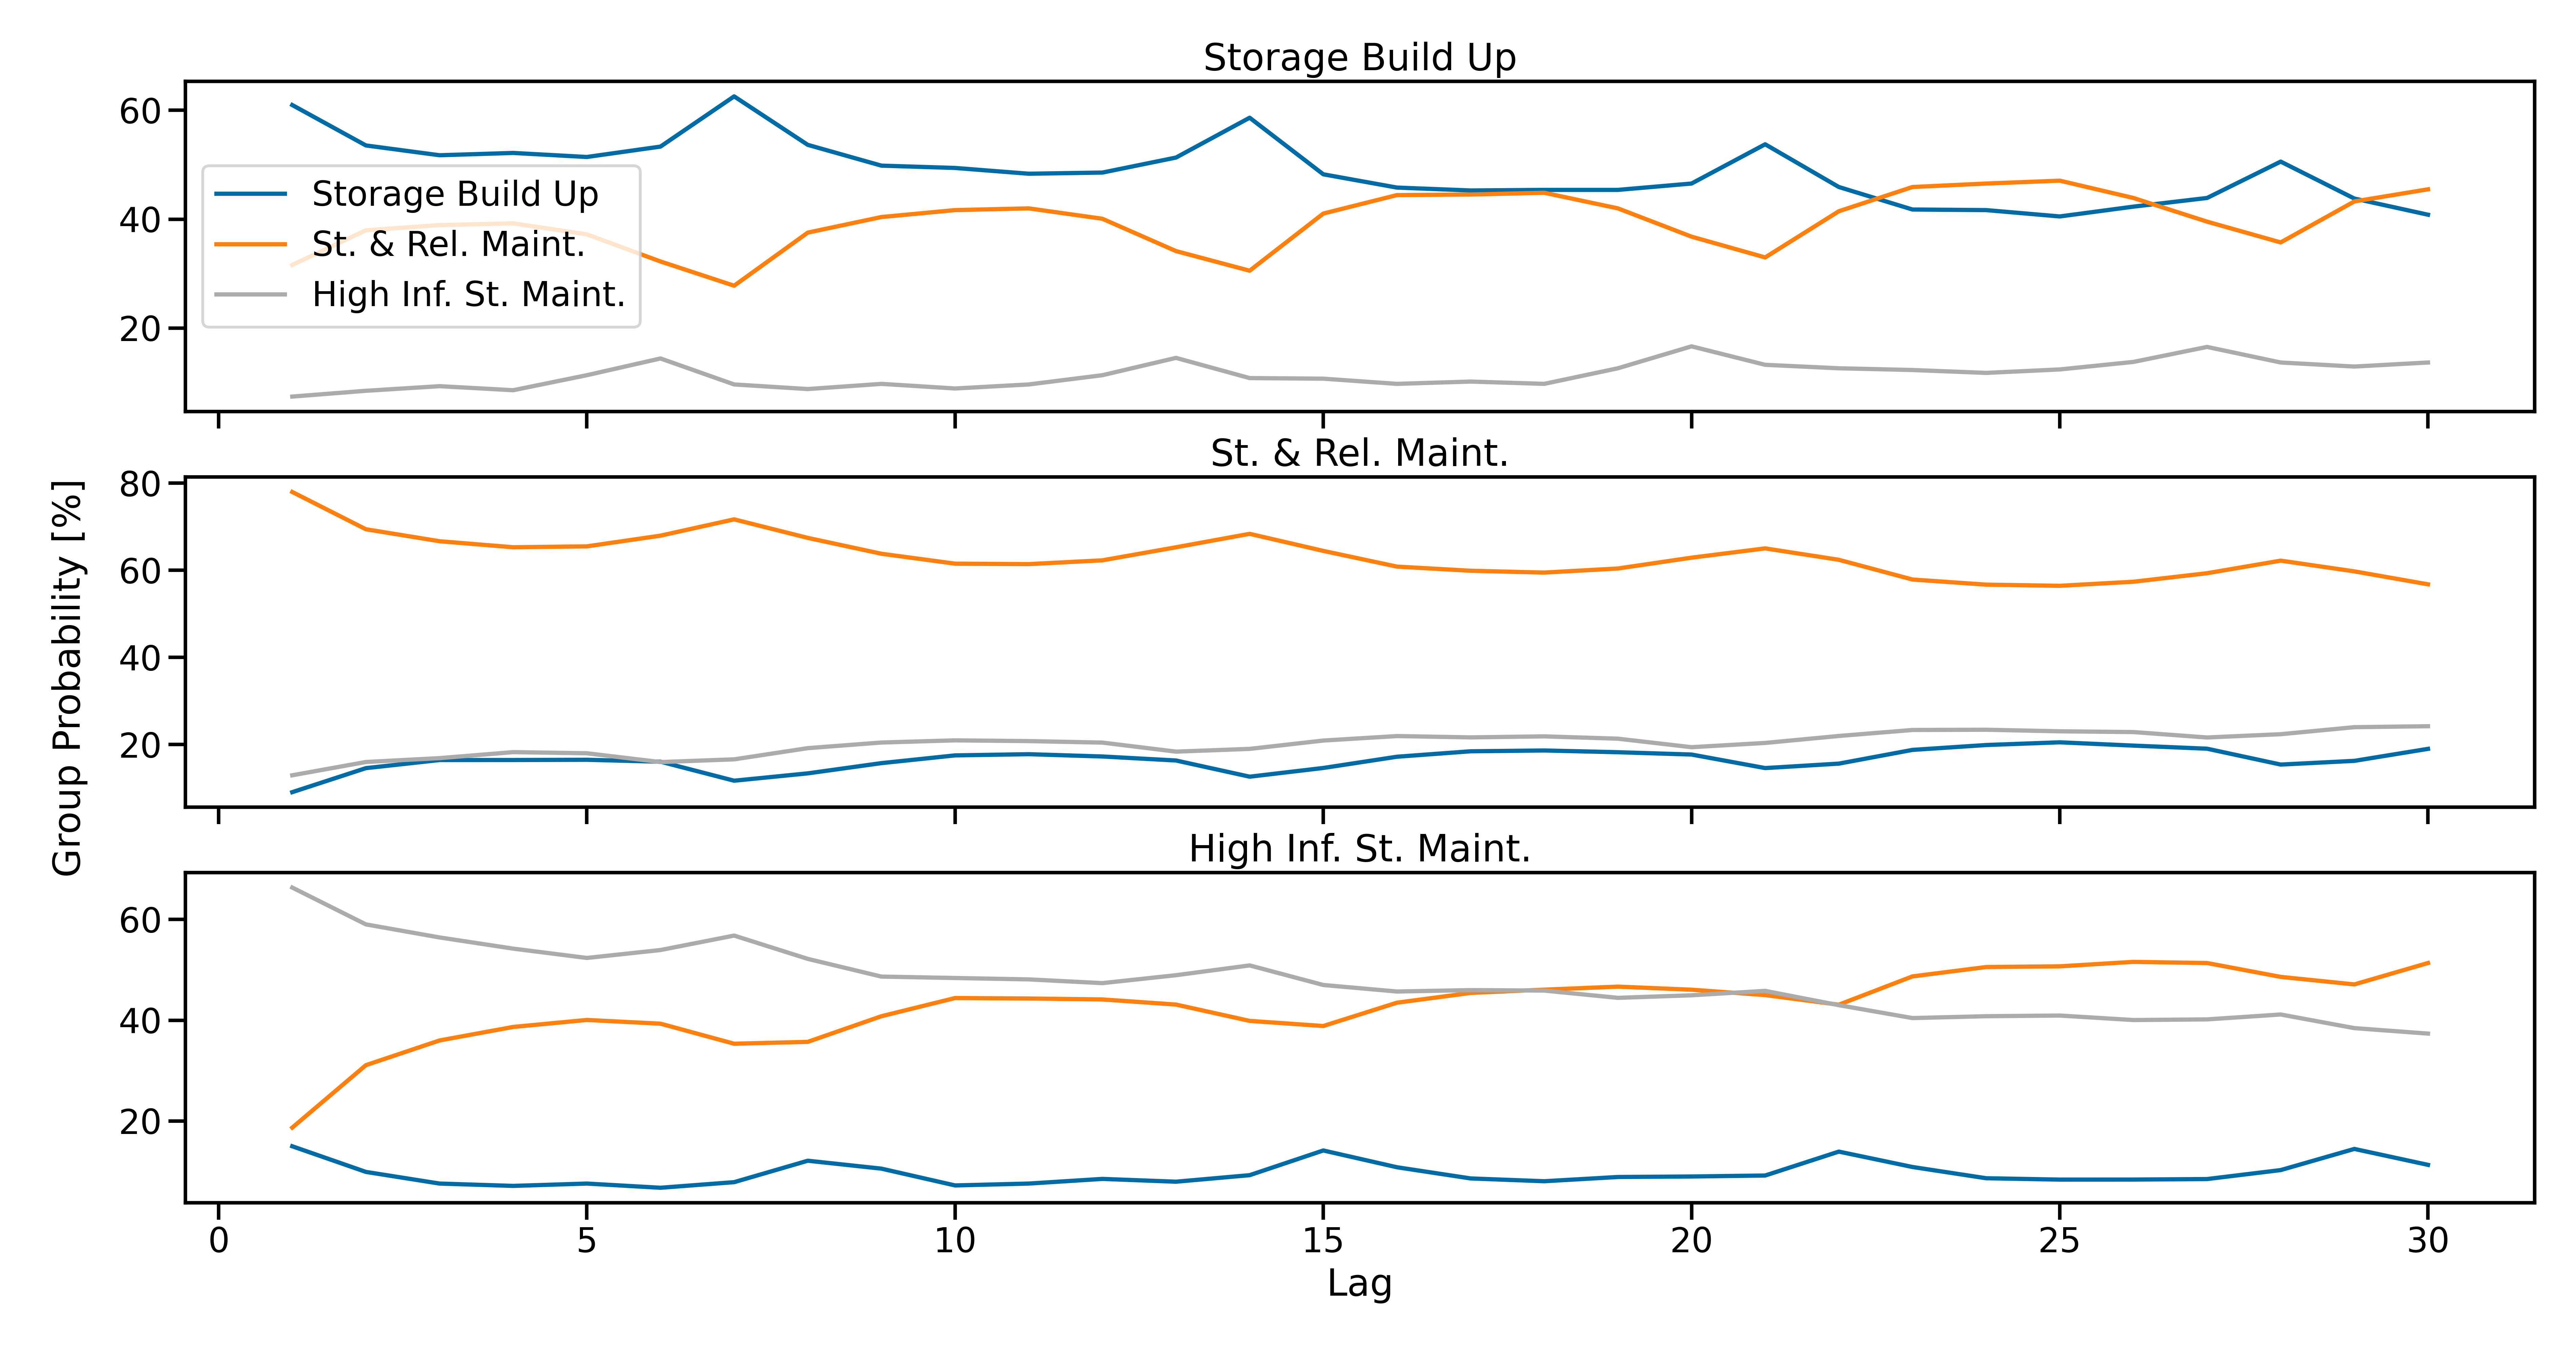 Storage Build Up
60
40
20
Storage Build Up
St. & Rel. Maint.
High Inf. St. Maint.
St. & Rel. Maint.
80
60
40
20
Group Probability [%]
High Inf. St. Maint.
60
40
20
0 5 10 15 20 25 30
Lag